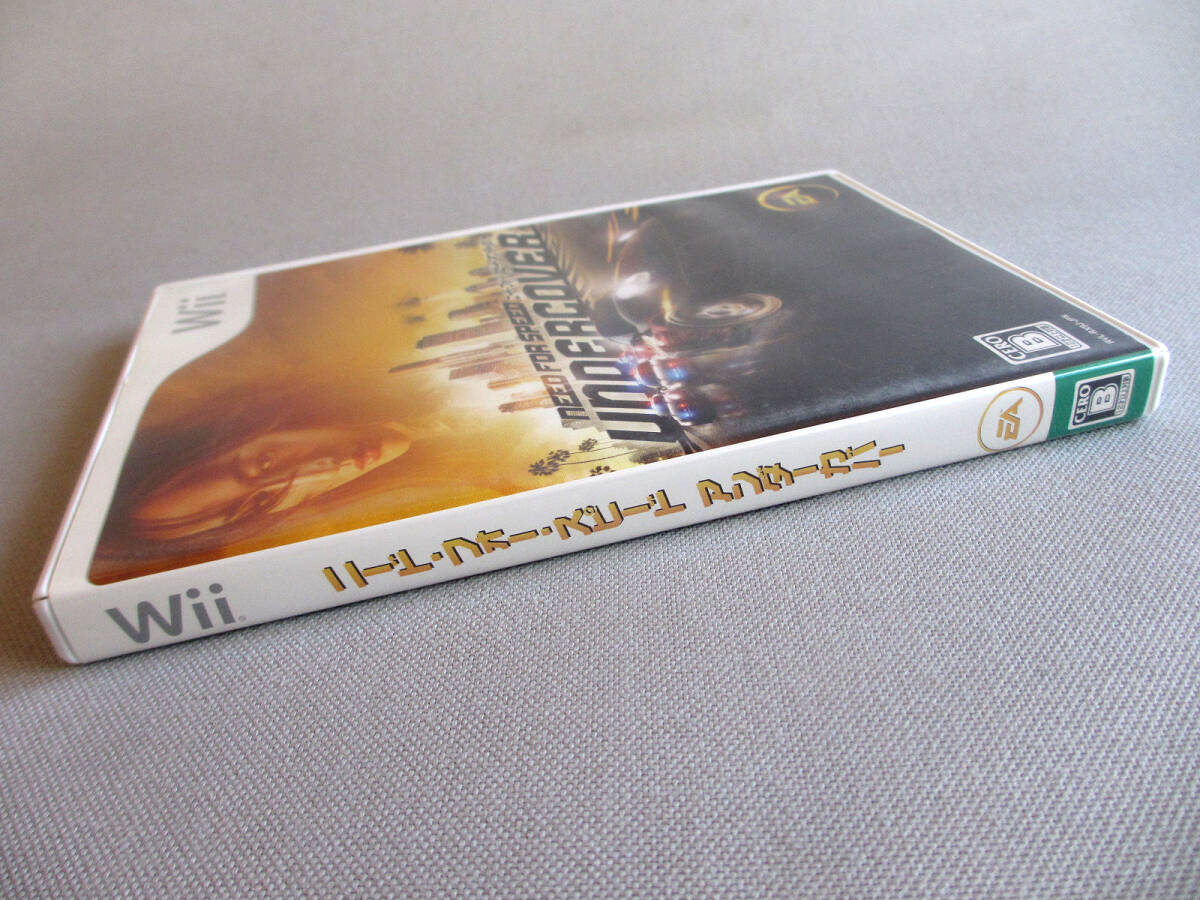 Wii
NEED FOR SPEED
UNDERCOVER
EA
CERO
B
Wii
ニード・フォー・スピード アンダーカバー
EA
CERO
B